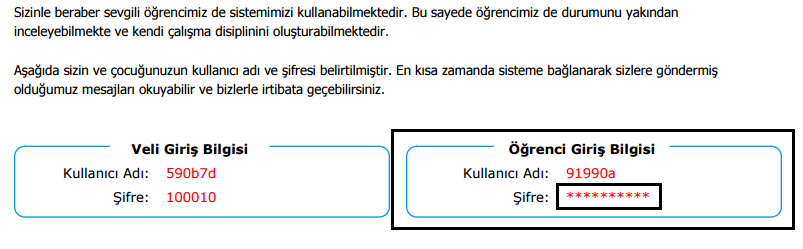 Sizinle beraber sevgili öğrencimiz de sistemimizi kullanabilmektedir. Bu sayede öğrencimiz de durumunu yakından
inceleyebilmekte ve kendi çalışma disiplinini oluşturabilmektedir.
Aşağıda sizin ve çocuğunuzun kullanıcı adı ve şifresi belirtilmiştir. En kısa zamanda sisteme bağlanarak sizlere göndermiş
olduğumuz mesajları okuyabilir ve bizlerle irtibata geçebilirsiniz.
Veli Giriş Bilgisi
Kullanıcı Adı: 590b7d
Şifre: 100010
Öğrenci Giriş Bilgisi
Kullanıcı Adı: 91990a
Şifre: **********